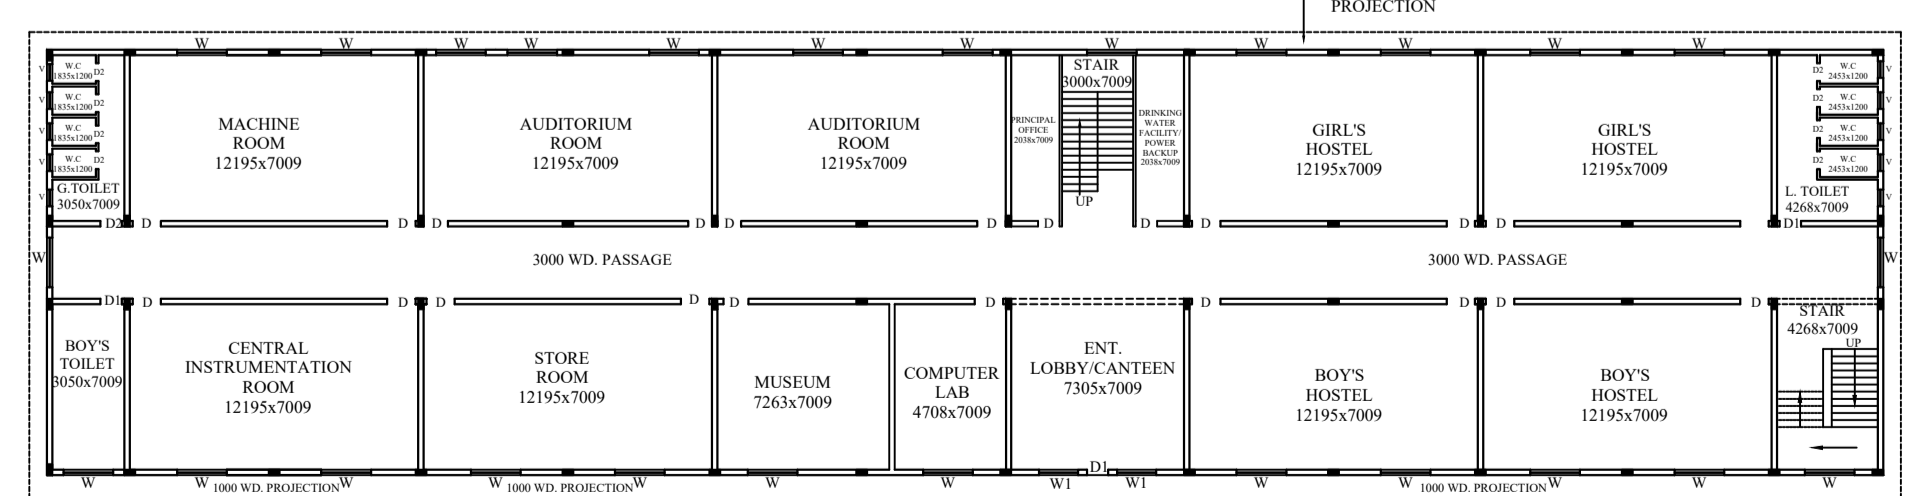 PROJECTION
W W W W W W W W W W W W
V W.C D2
1835x1200
V W.C D2
1835x1200
V W.C D2
1835x1200
V W.C D2
1835x1200
V G.TOILET
3050x7009
MACHINE
ROOM
12195x7009
AUDITORIUM
ROOM
12195x7009
AUDITORIUM
ROOM
12195x7009
PRINCIPAL
OFFICE
2038x7009
STAIR
3000x7009
UP
DRINKING
WATER
FACILITY/
POWER
BACKUP
2038x7009
GIRL'S
HOSTEL
12195x7009
GIRL'S
HOSTEL
12195x7009
D2 W.C V
2453x1200
D2 W.C V
2453x1200
D2 W.C V
2453x1200
D2 W.C V
2453x1200
L. TOILET V
4268x7009
D2 D D D D D D D D D D D D1
W 3000 WD. PASSAGE 3000 WD. PASSAGE W
D1 D D D D D D D D D D
BOY'S
TOILET
3050x7009
CENTRAL
INSTRUMENTATION
ROOM
12195x7009
STORE
ROOM
12195x7009
MUSEUM
7263x7009
COMPUTER
LAB
4708x7009
ENT.
LOBBY/CANTEEN
7305x7009
BOY'S
HOSTEL
12195x7009
BOY'S
HOSTEL
12195x7009
STAIR
4268x7009
UP
D1
W W 1000 WD. PROJECTION W W 1000 WD. PROJECTION W W W W1 W1 W W W 1000 WD. PROJECTION W W